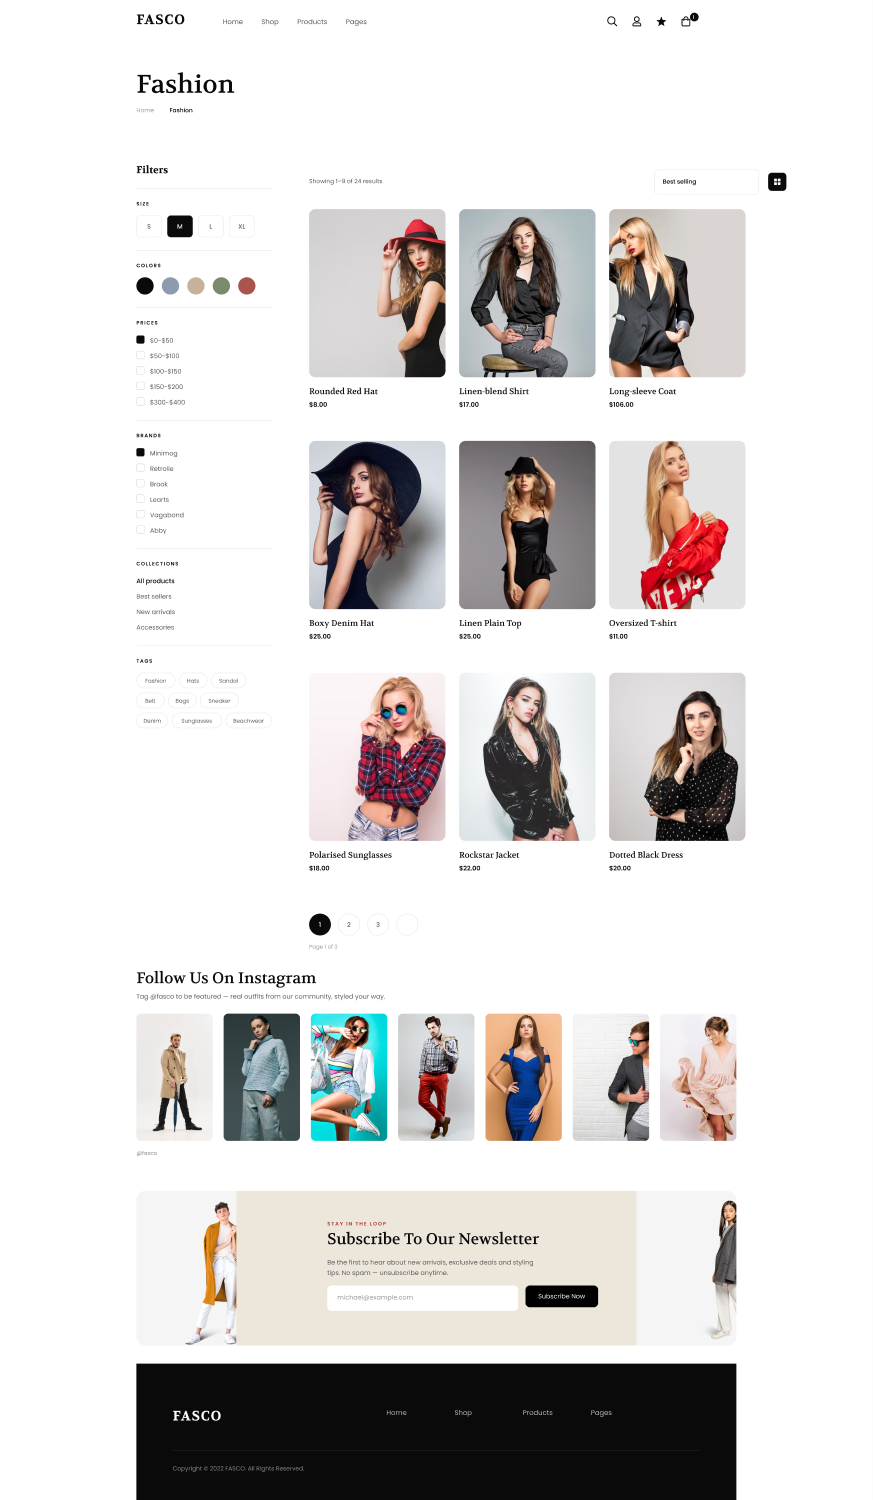 FASCO
Home Shop Products Pages
1
Fashion
Home Fashion
Filters
SIZE
S M L XL
COLORS
PRICES
$0-$50
$50-$100
$100-$150
$150-$200
$300-$400
BRANDS
Minimog
Retrolie
Brook
Learts
Vagabond
Abby
COLLECTIONS
All products
Best sellers
New arrivals
Accessories
TAGS
Fashion Hats Sandal
Belt Bags Sneaker
Denim Sunglasses Beachwear
Showing 1–9 of 24 results
Best selling
Rounded Red Hat
$8.00
Linen-blend Shirt
$17.00
Long-sleeve Coat
$106.00
Boxy Denim Hat
$25.00
Linen Plain Top
$25.00
Oversized T-shirt
$11.00
Polarised Sunglasses
$18.00
Rockstar Jacket
$22.00
Dotted Black Dress
$20.00
1 2 3
Page 1 of 3
Follow Us On Instagram
Tag @fasco to be featured — real outfits from our community, styled your way.
@fasco
STAY IN THE LOOP
Subscribe To Our Newsletter
Be the first to hear about new arrivals, exclusive deals and styling
tips. No spam — unsubscribe anytime.
michael@example.com
Subscribe Now
FASCO
Home Shop Products Pages
Copyright © 2022 FASCO. All Rights Reserved.